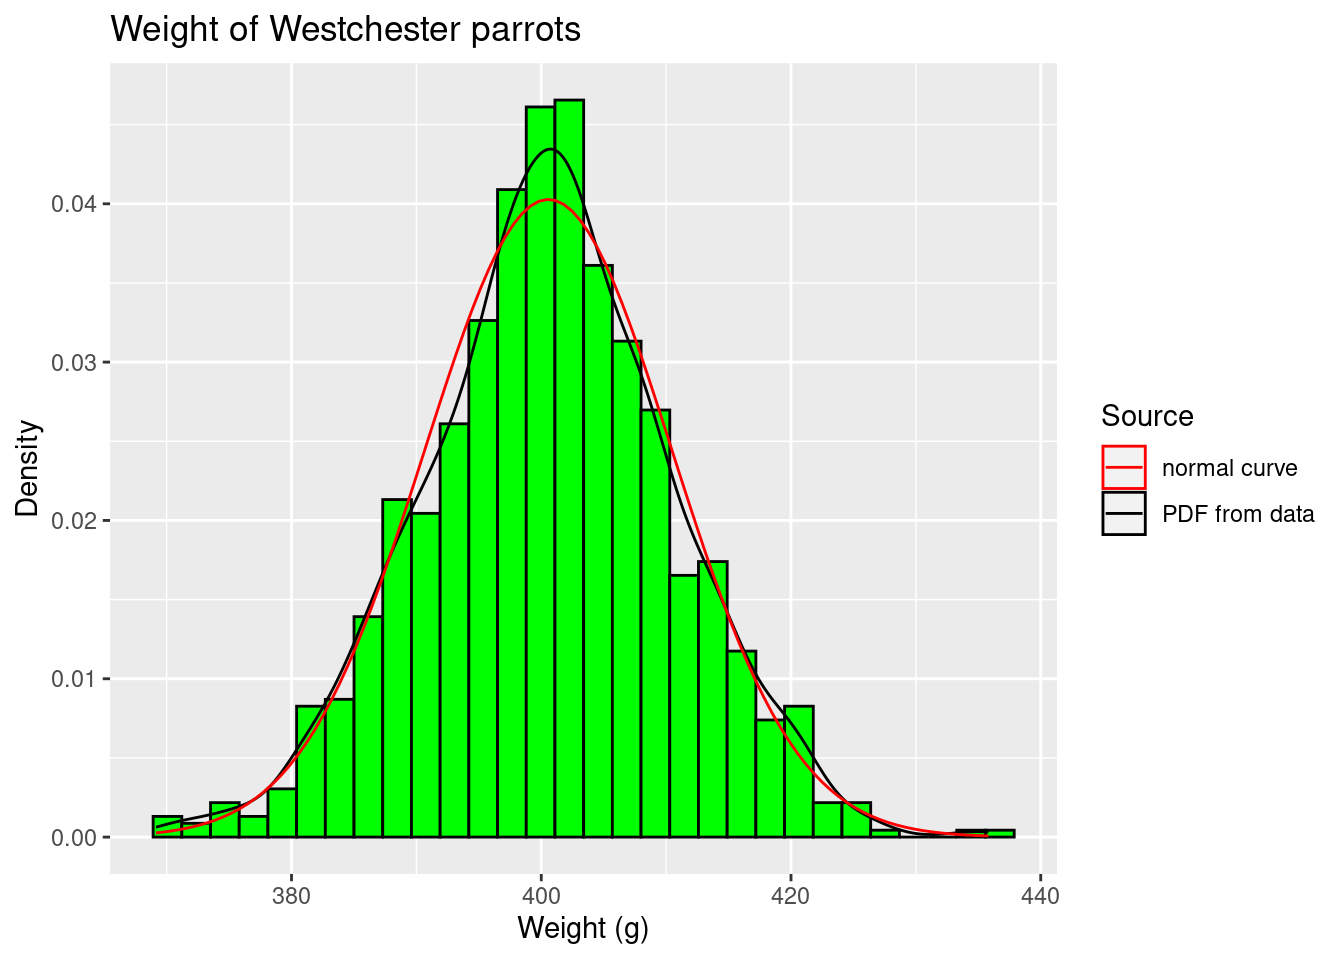 Weight of Westchester parrots
Density
0.04
0.03
0.02
0.01
0.00
380 400 420 440
Weight (g)
Source
normal curve
PDF from data